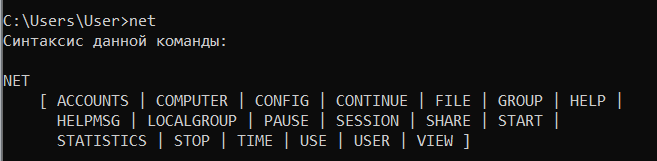 C:\Users\User>net
Синтаксис данной команды:
NET
[ ACCOUNTS | COMPUTER | CONFIG | CONTINUE | FILE | GROUP | HELP |
HELPMSG | LOCALGROUP | PAUSE | SESSION | SHARE | START |
STATISTICS | STOP | TIME | USE | USER | VIEW ]